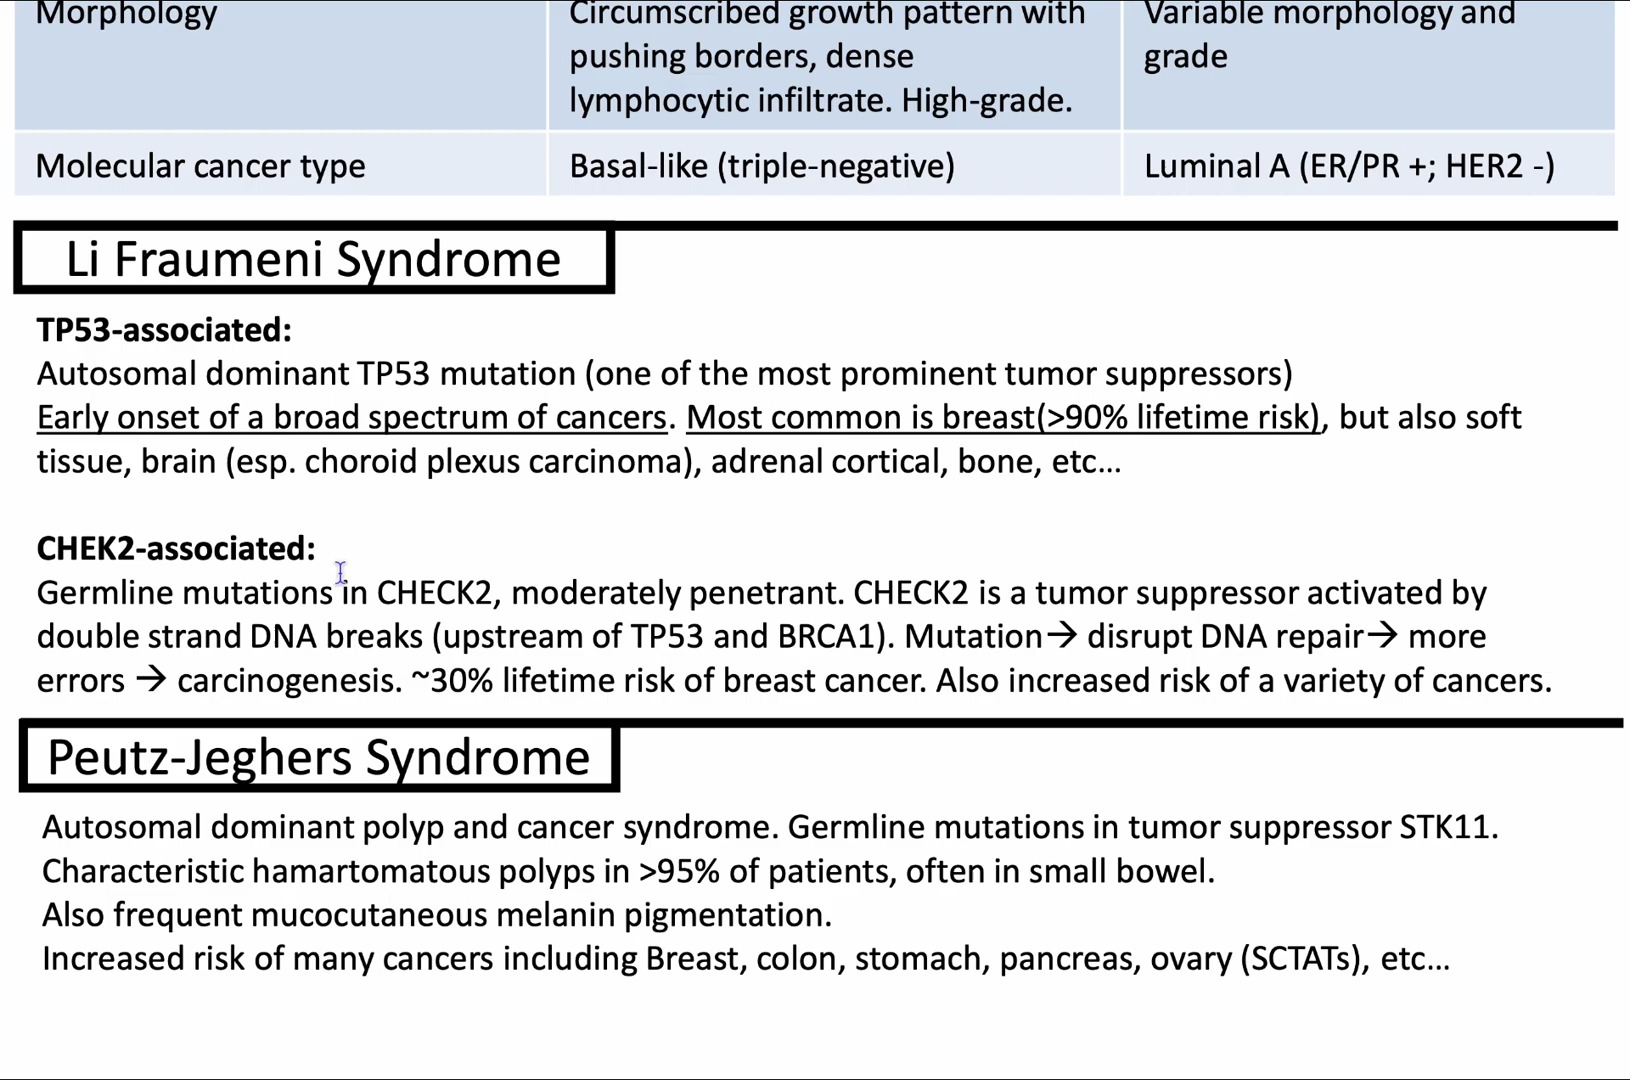 Morphology
Circumscribed growth pattern with
pushing borders, dense
lymphocytic infiltrate. High-grade.
Variable morphology and
grade
Molecular cancer type
Basal-like (triple-negative)
Luminal A (ER/PR +; HER2 -)
Li Fraumeni Syndrome
TP53-associated:
Autosomal dominant TP53 mutation (one of the most prominent tumor suppressors)
Early onset of a broad spectrum of cancers. Most common is breast(>90% lifetime risk), but also soft
tissue, brain (esp. choroid plexus carcinoma), adrenal cortical, bone, etc…
CHEK2-associated:
Germline mutations in CHECK2, moderately penetrant. CHECK2 is a tumor suppressor activated by
double strand DNA breaks (upstream of TP53 and BRCA1). Mutation→ disrupt DNA repair→ more
errors → carcinogenesis. ~30% lifetime risk of breast cancer. Also increased risk of a variety of cancers.
Peutz-Jeghers Syndrome
Autosomal dominant polyp and cancer syndrome. Germline mutations in tumor suppressor STK11.
Characteristic hamartomatous polyps in >95% of patients, often in small bowel.
Also frequent mucocutaneous melanin pigmentation.
Increased risk of many cancers including Breast, colon, stomach, pancreas, ovary (SCTATs), etc…